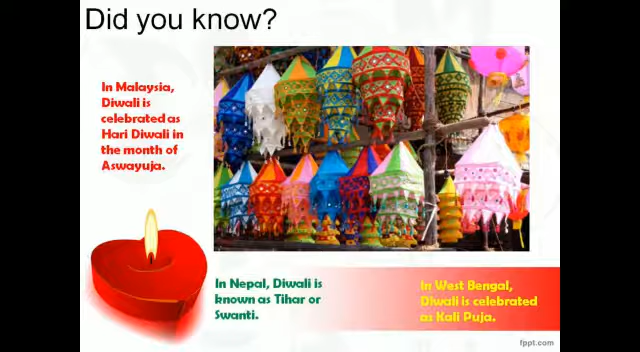 Did you know?
In Malaysia,
Diwali is
celebrated as
Hari Diwali in
the month of
Aswayuja.
In Nepal, Diwali is
known as Tihar or
Swanti.
In West Bengal,
Diwali is celebrated
as Kali Puja.
fppt.com